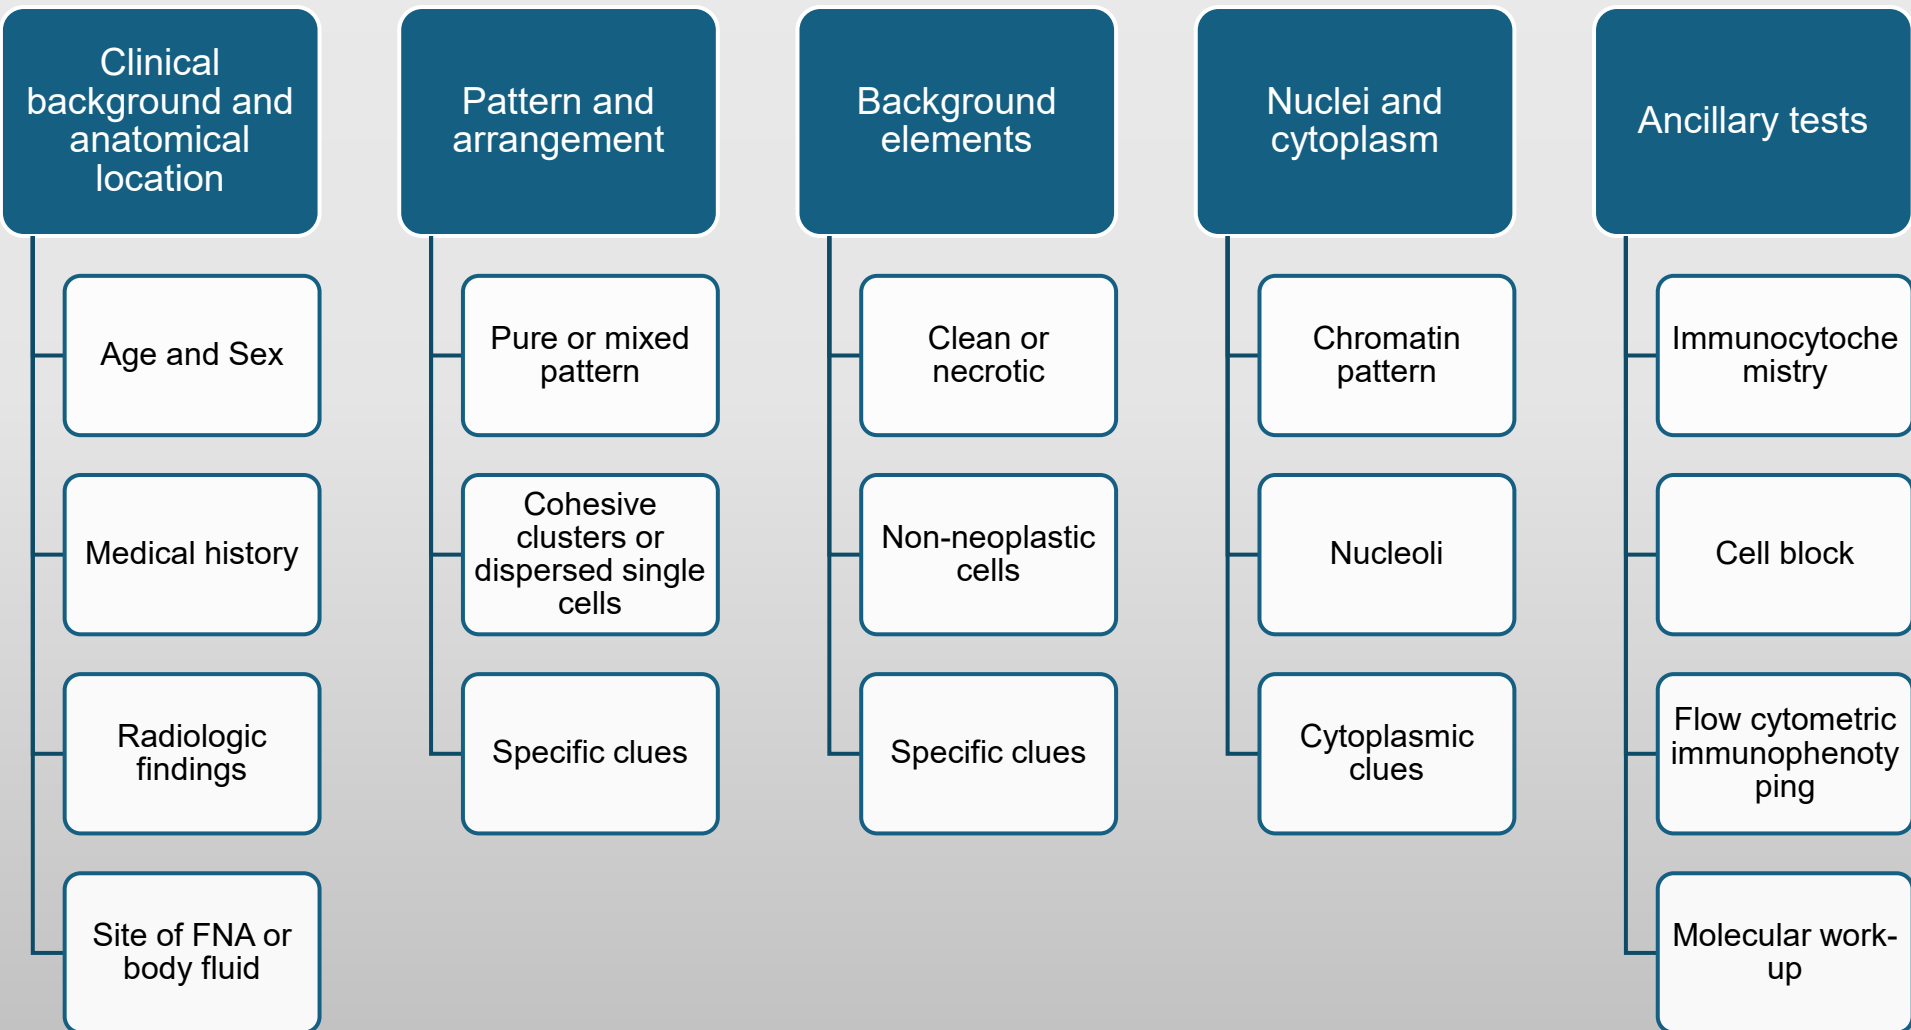 Clinical
background and
anatomical
location
Age and Sex
Medical history
Radiologic
findings
Site of FNA or
body fluid
Pattern and
arrangement
Pure or mixed
pattern
Cohesive
clusters or
dispersed single
cells
Specific clues
Background
elements
Clean or
necrotic
Non-neoplastic
cells
Specific clues
Nuclei and
cytoplasm
Chromatin
pattern
Nucleoli
Cytoplasmic
clues
Ancillary tests
Immunocytoche
mistry
Cell block
Flow cytometric
immunophenoty
ping
Molecular work-
up